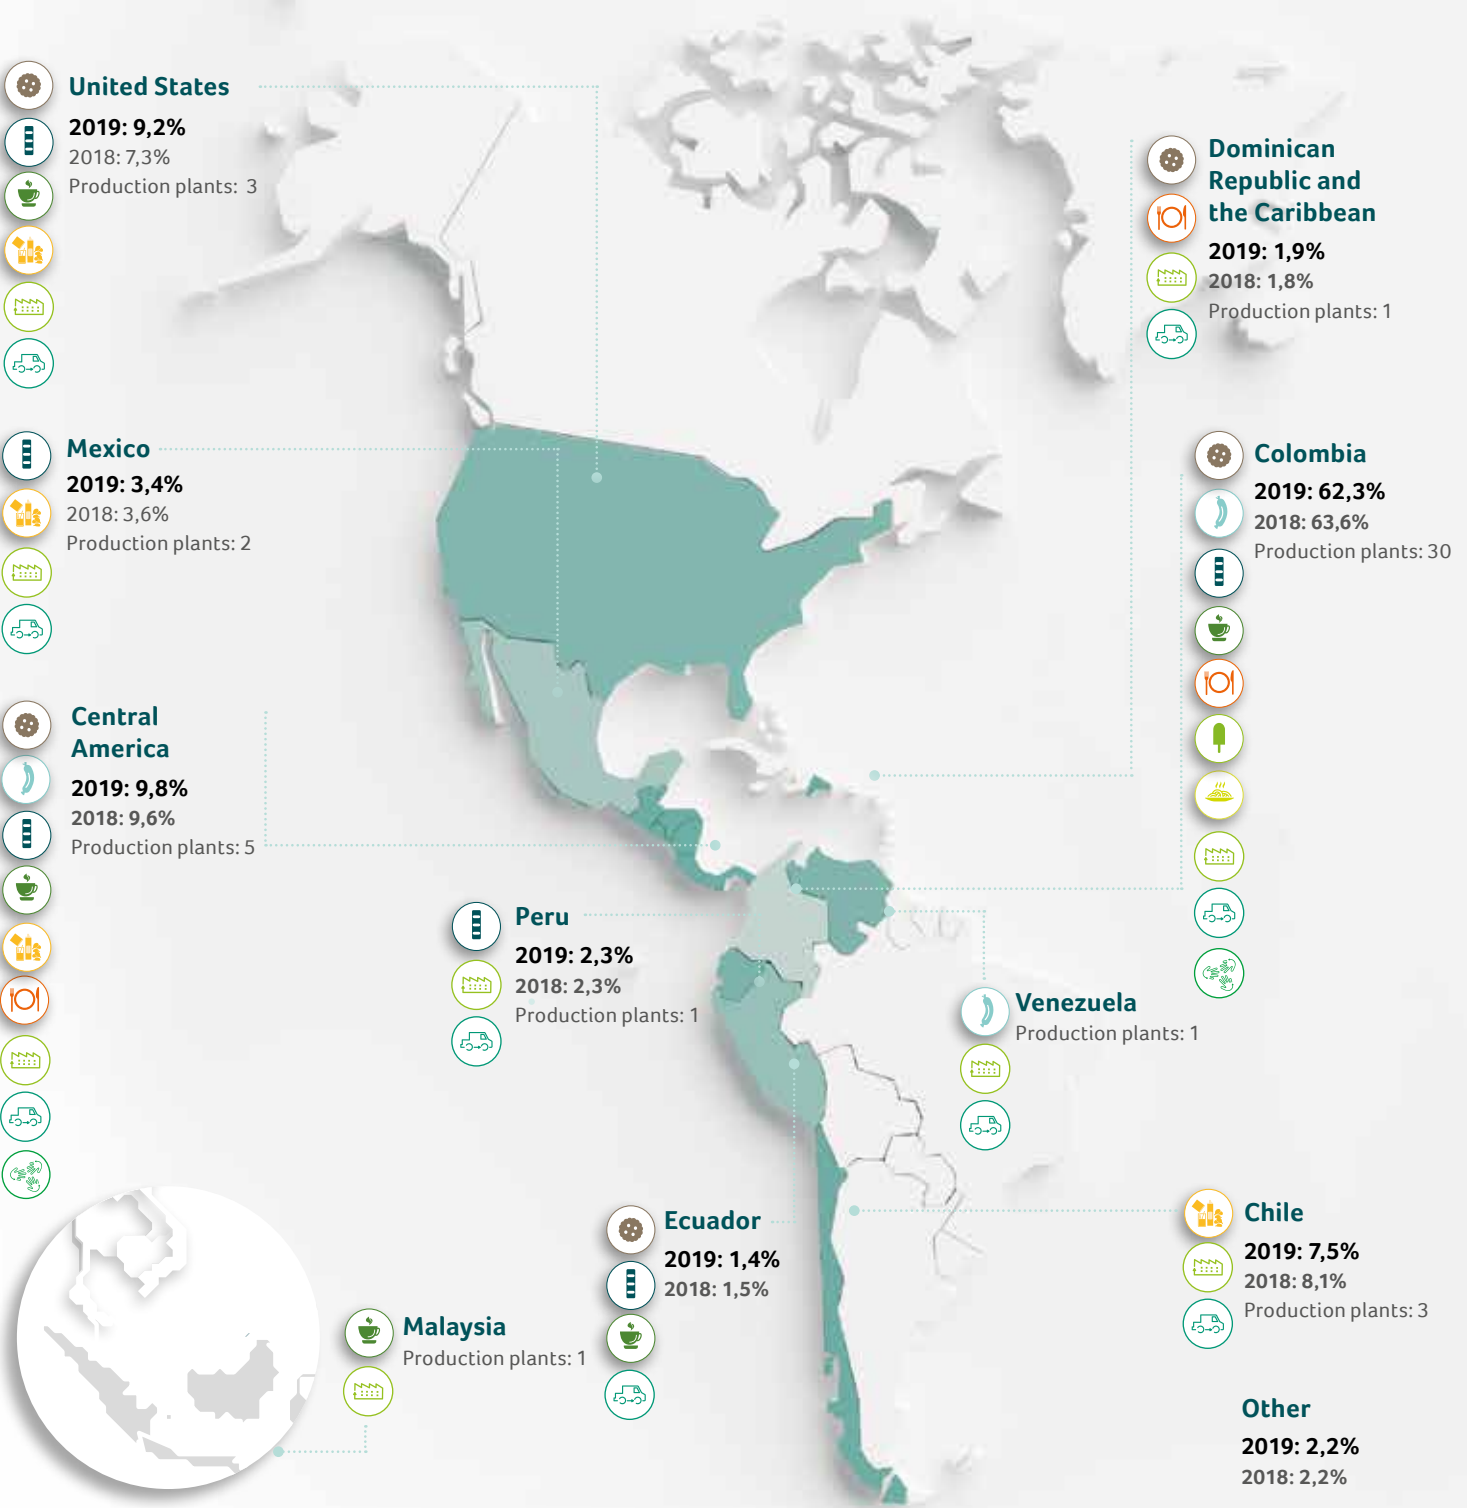 United States
2019: 9,2%
2018: 7,3%
Production plants: 3
Dominican
Republic and
the Caribbean
2019: 1,9%
2018: 1,8%
Production plants: 1
Mexico
2019: 3,4%
2018: 3,6%
Production plants: 2
Colombia
2019: 62,3%
2018: 63,6%
Production plants: 30
Central
America
2019: 9,8%
2018: 9,6%
Production plants: 5
Peru
2019: 2,3%
2018: 2,3%
Production plants: 1
Venezuela
Production plants: 1
Ecuador
2019: 1,4%
2018: 1,5%
Chile
2019: 7,5%
2018: 8,1%
Production plants: 3
Malaysia
Production plants: 1
Other
2019: 2,2%
2018: 2,2%